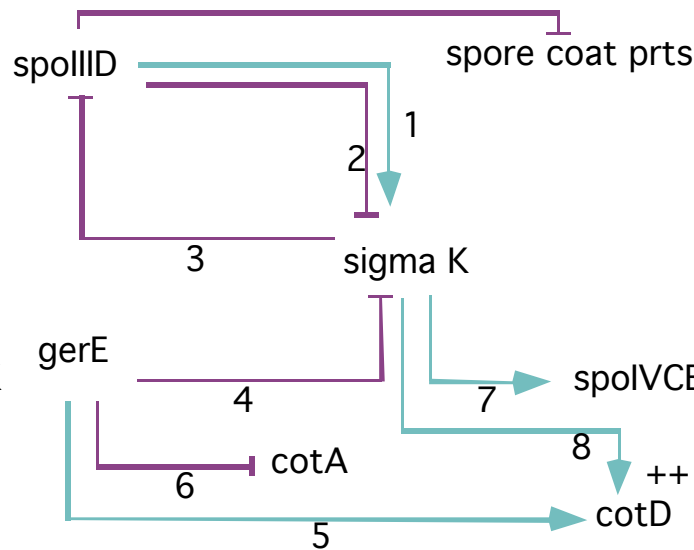 spore coat prts
spoIIID
1
2
3
sigma K
gerE
4
7
spoIVCB
8
cotA
6
++
cotD
5